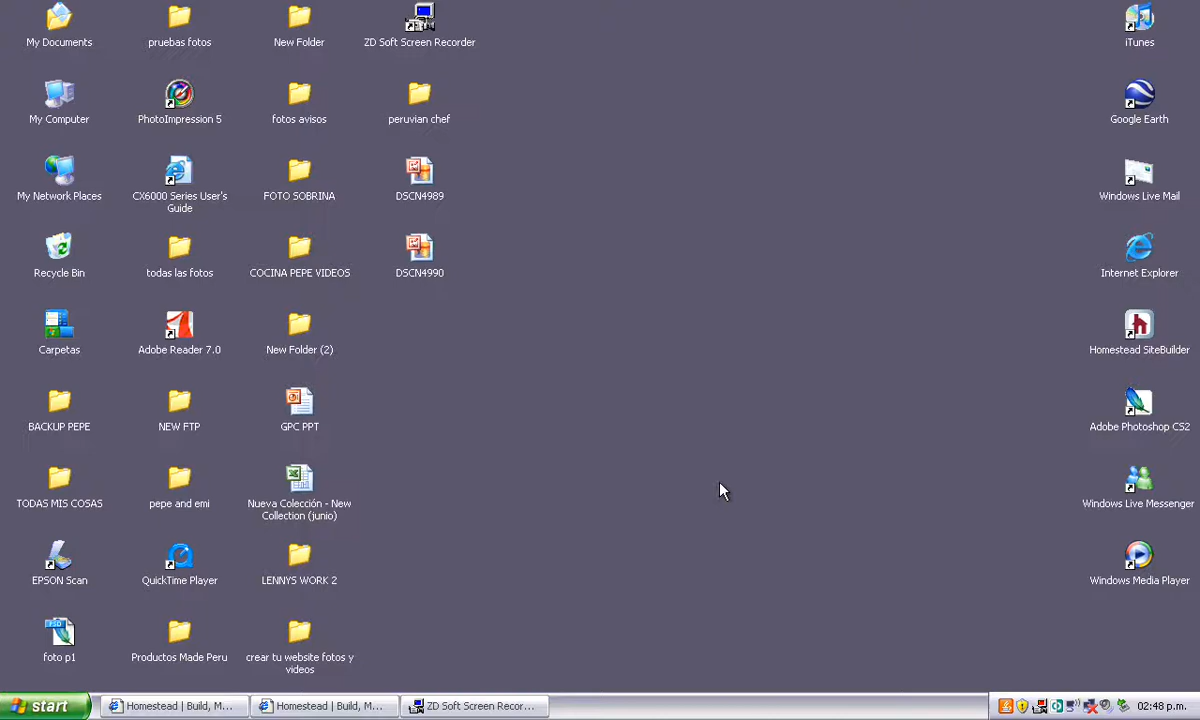 My Documents
pruebas fotos
New Folder
ZD Soft Screen Recorder
iTunes
My Computer
PhotoImpression 5
fotos avisos
peruvian chef
Google Earth
My Network Places
CX6000 Series User's
Guide
FOTO SOBRINA
DSCN4989
Windows Live Mail
Recycle Bin
todas las fotos
COCINA PEPE VIDEOS
DSCN4990
Internet Explorer
Carpetas
Adobe Reader 7.0
New Folder (2)
Homestead SiteBuilder
BACKUP PEPE
NEW FTP
GPC PPT
Adobe Photoshop CS2
TODAS MIS COSAS
pepe and emi
Nueva Colección - New
Collection (junio)
Windows Live Messenger
EPSON Scan
QuickTime Player
LENNYS WORK 2
Windows Media Player
PSD
foto p1
Productos Made Peru
crear tu website fotos y
videos
start
Homestead | Build, M...
Homestead | Build, M...
ZD Soft Screen Recor...
02:48 p.m.